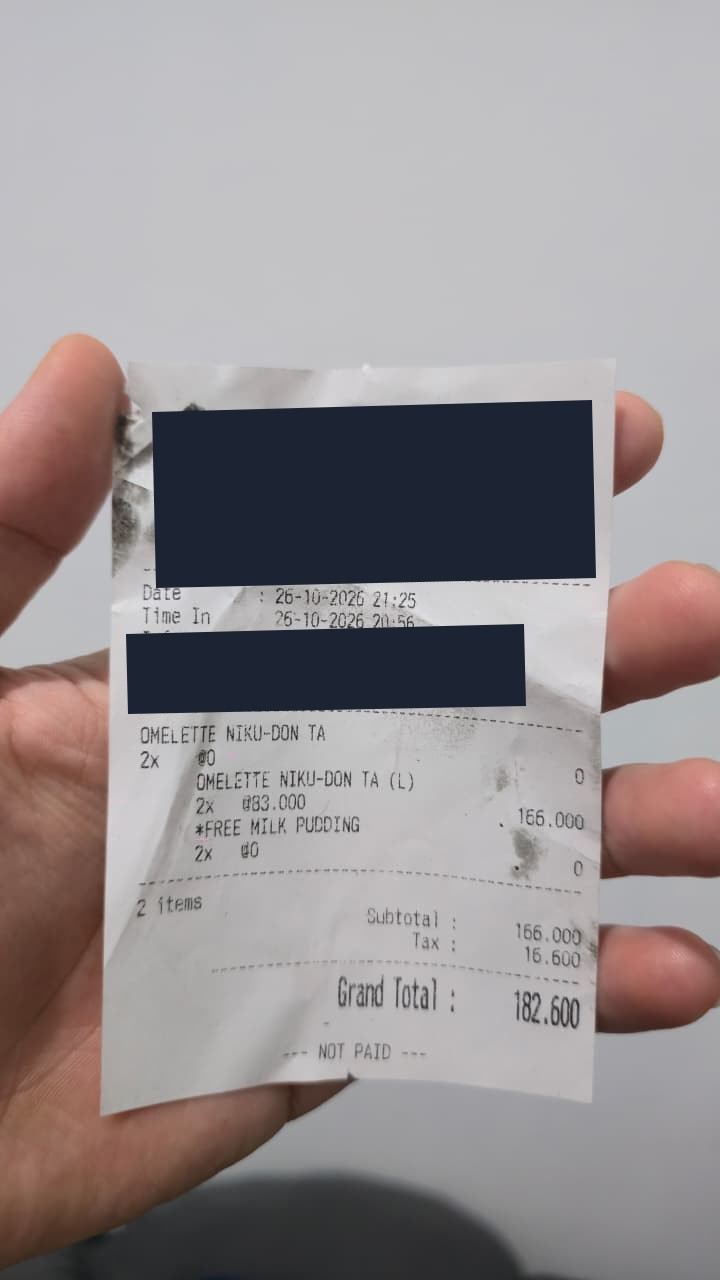 Date : 26-10-2026 21:25
Time In 26-10-2026 20:56
OMELETTE NIKU-DON TA
2x @0 0
OMELETTE NIKU-DON TA (L)
2x @83.000 166.000
*FREE MILK PUDDING
2x @0 0
2 items
Subtotal : 166.000
Tax : 16.600
Grand Total : 182.600
--- NOT PAID ---